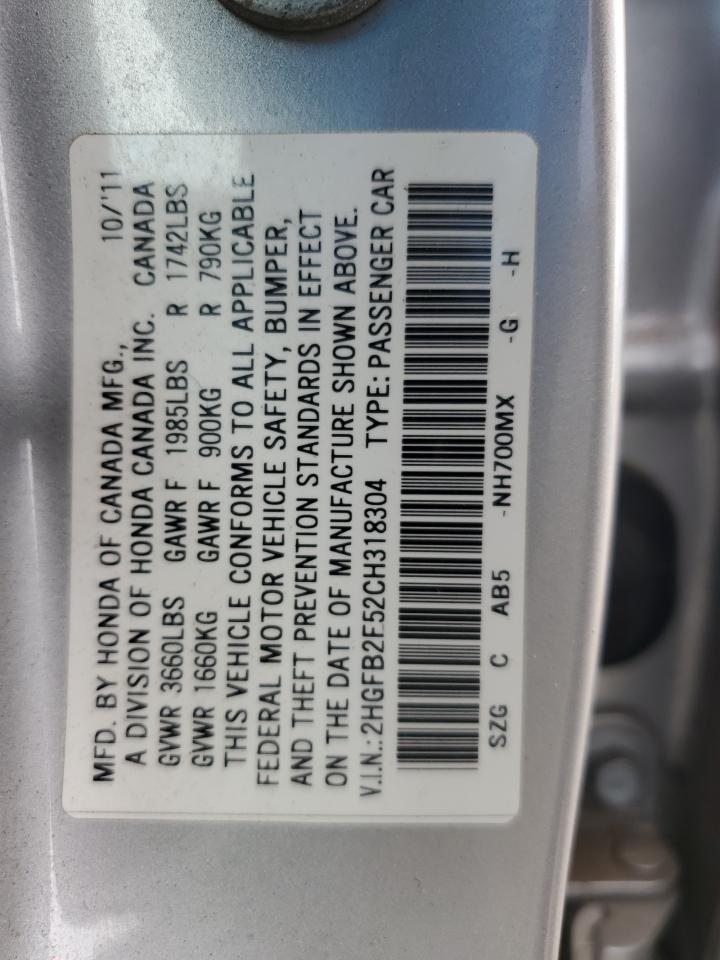 MFD. BY HONDA OF CANADA MFG., 10/'11
A DIVISION OF HONDA CANADA INC. CANADA
GVWR 3660LBS GAWR F 1985LBS R 1742LBS
GVWR 1660KG GAWR F 900KG R 790KG
THIS VEHICLE CONFORMS TO ALL APPLICABLE
FEDERAL MOTOR VEHICLE SAFETY, BUMPER,
AND THEFT PREVENTION STANDARDS IN EFFECT
ON THE DATE OF MANUFACTURE SHOWN ABOVE.
V.I.N.: 2HGFB2F52CH318304 TYPE: PASSENGER CAR
SZG C AB5 -NH700MX -G -H